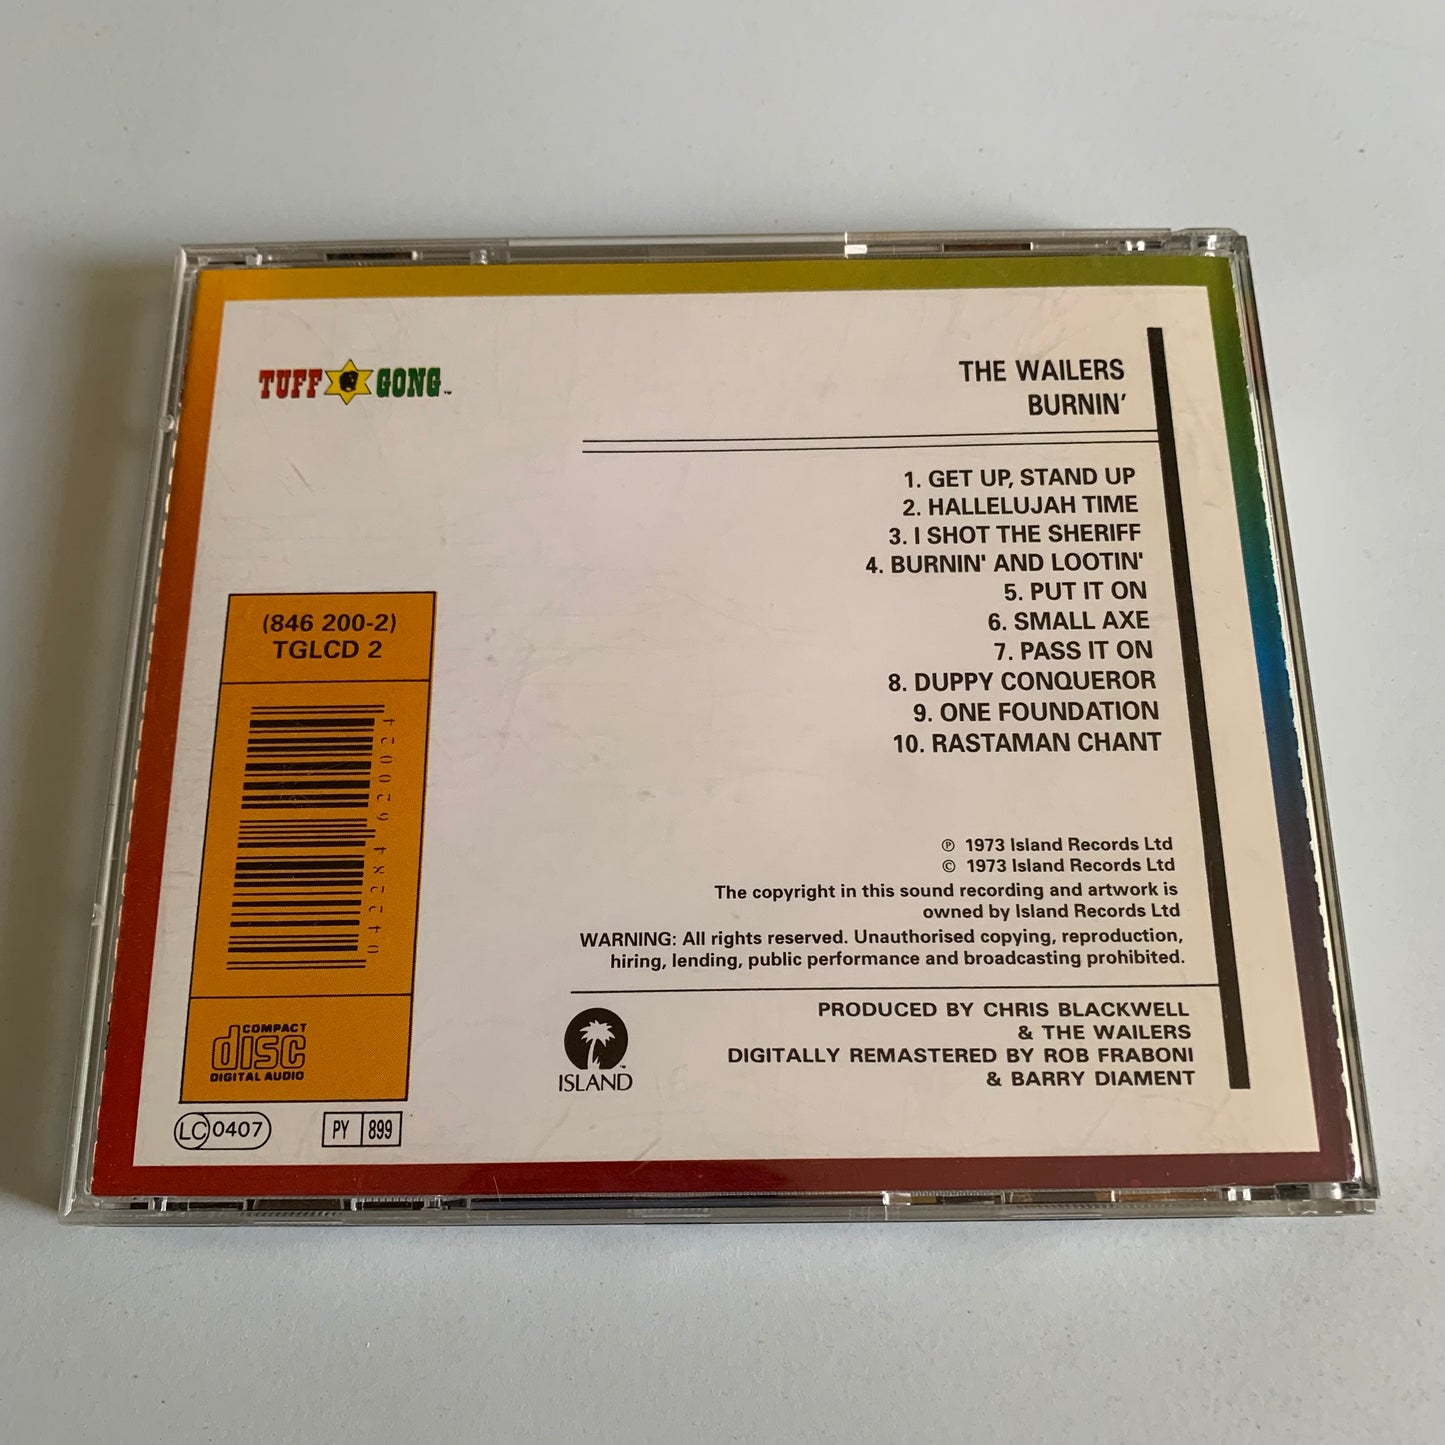 TUFF GONG™
THE WAILERS
BURNIN'
1. GET UP, STAND UP
2. HALLELUJAH TIME
3. I SHOT THE SHERIFF
4. BURNIN' AND LOOTIN'
5. PUT IT ON
6. SMALL AXE
7. PASS IT ON
8. DUPPY CONQUEROR
9. ONE FOUNDATION
10. RASTAMAN CHANT
(846 200-2)
TGLCD 2
042284620024
COMPACT
disc
DIGITAL AUDIO
LC 0407
PY 899
℗ 1973 Island Records Ltd
© 1973 Island Records Ltd
The copyright in this sound recording and artwork is
owned by Island Records Ltd
WARNING: All rights reserved. Unauthorised copying, reproduction,
hiring, lending, public performance and broadcasting prohibited.
ISLAND™
PRODUCED BY CHRIS BLACKWELL
& THE WAILERS
DIGITALLY REMASTERED BY ROB FRABONI
& BARRY DIAMENT